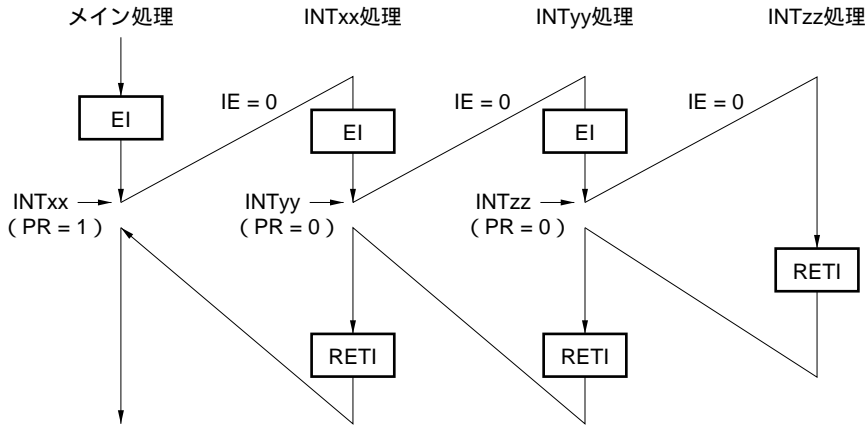 メイン処理
INTxx処理
INTyy処理
INTzz処理
IE = 0
IE = 0
IE = 0
EI
EI
EI
INTxx
（PR = 1）
INTyy
（PR = 0）
INTzz
（PR = 0）
RETI
RETI
RETI